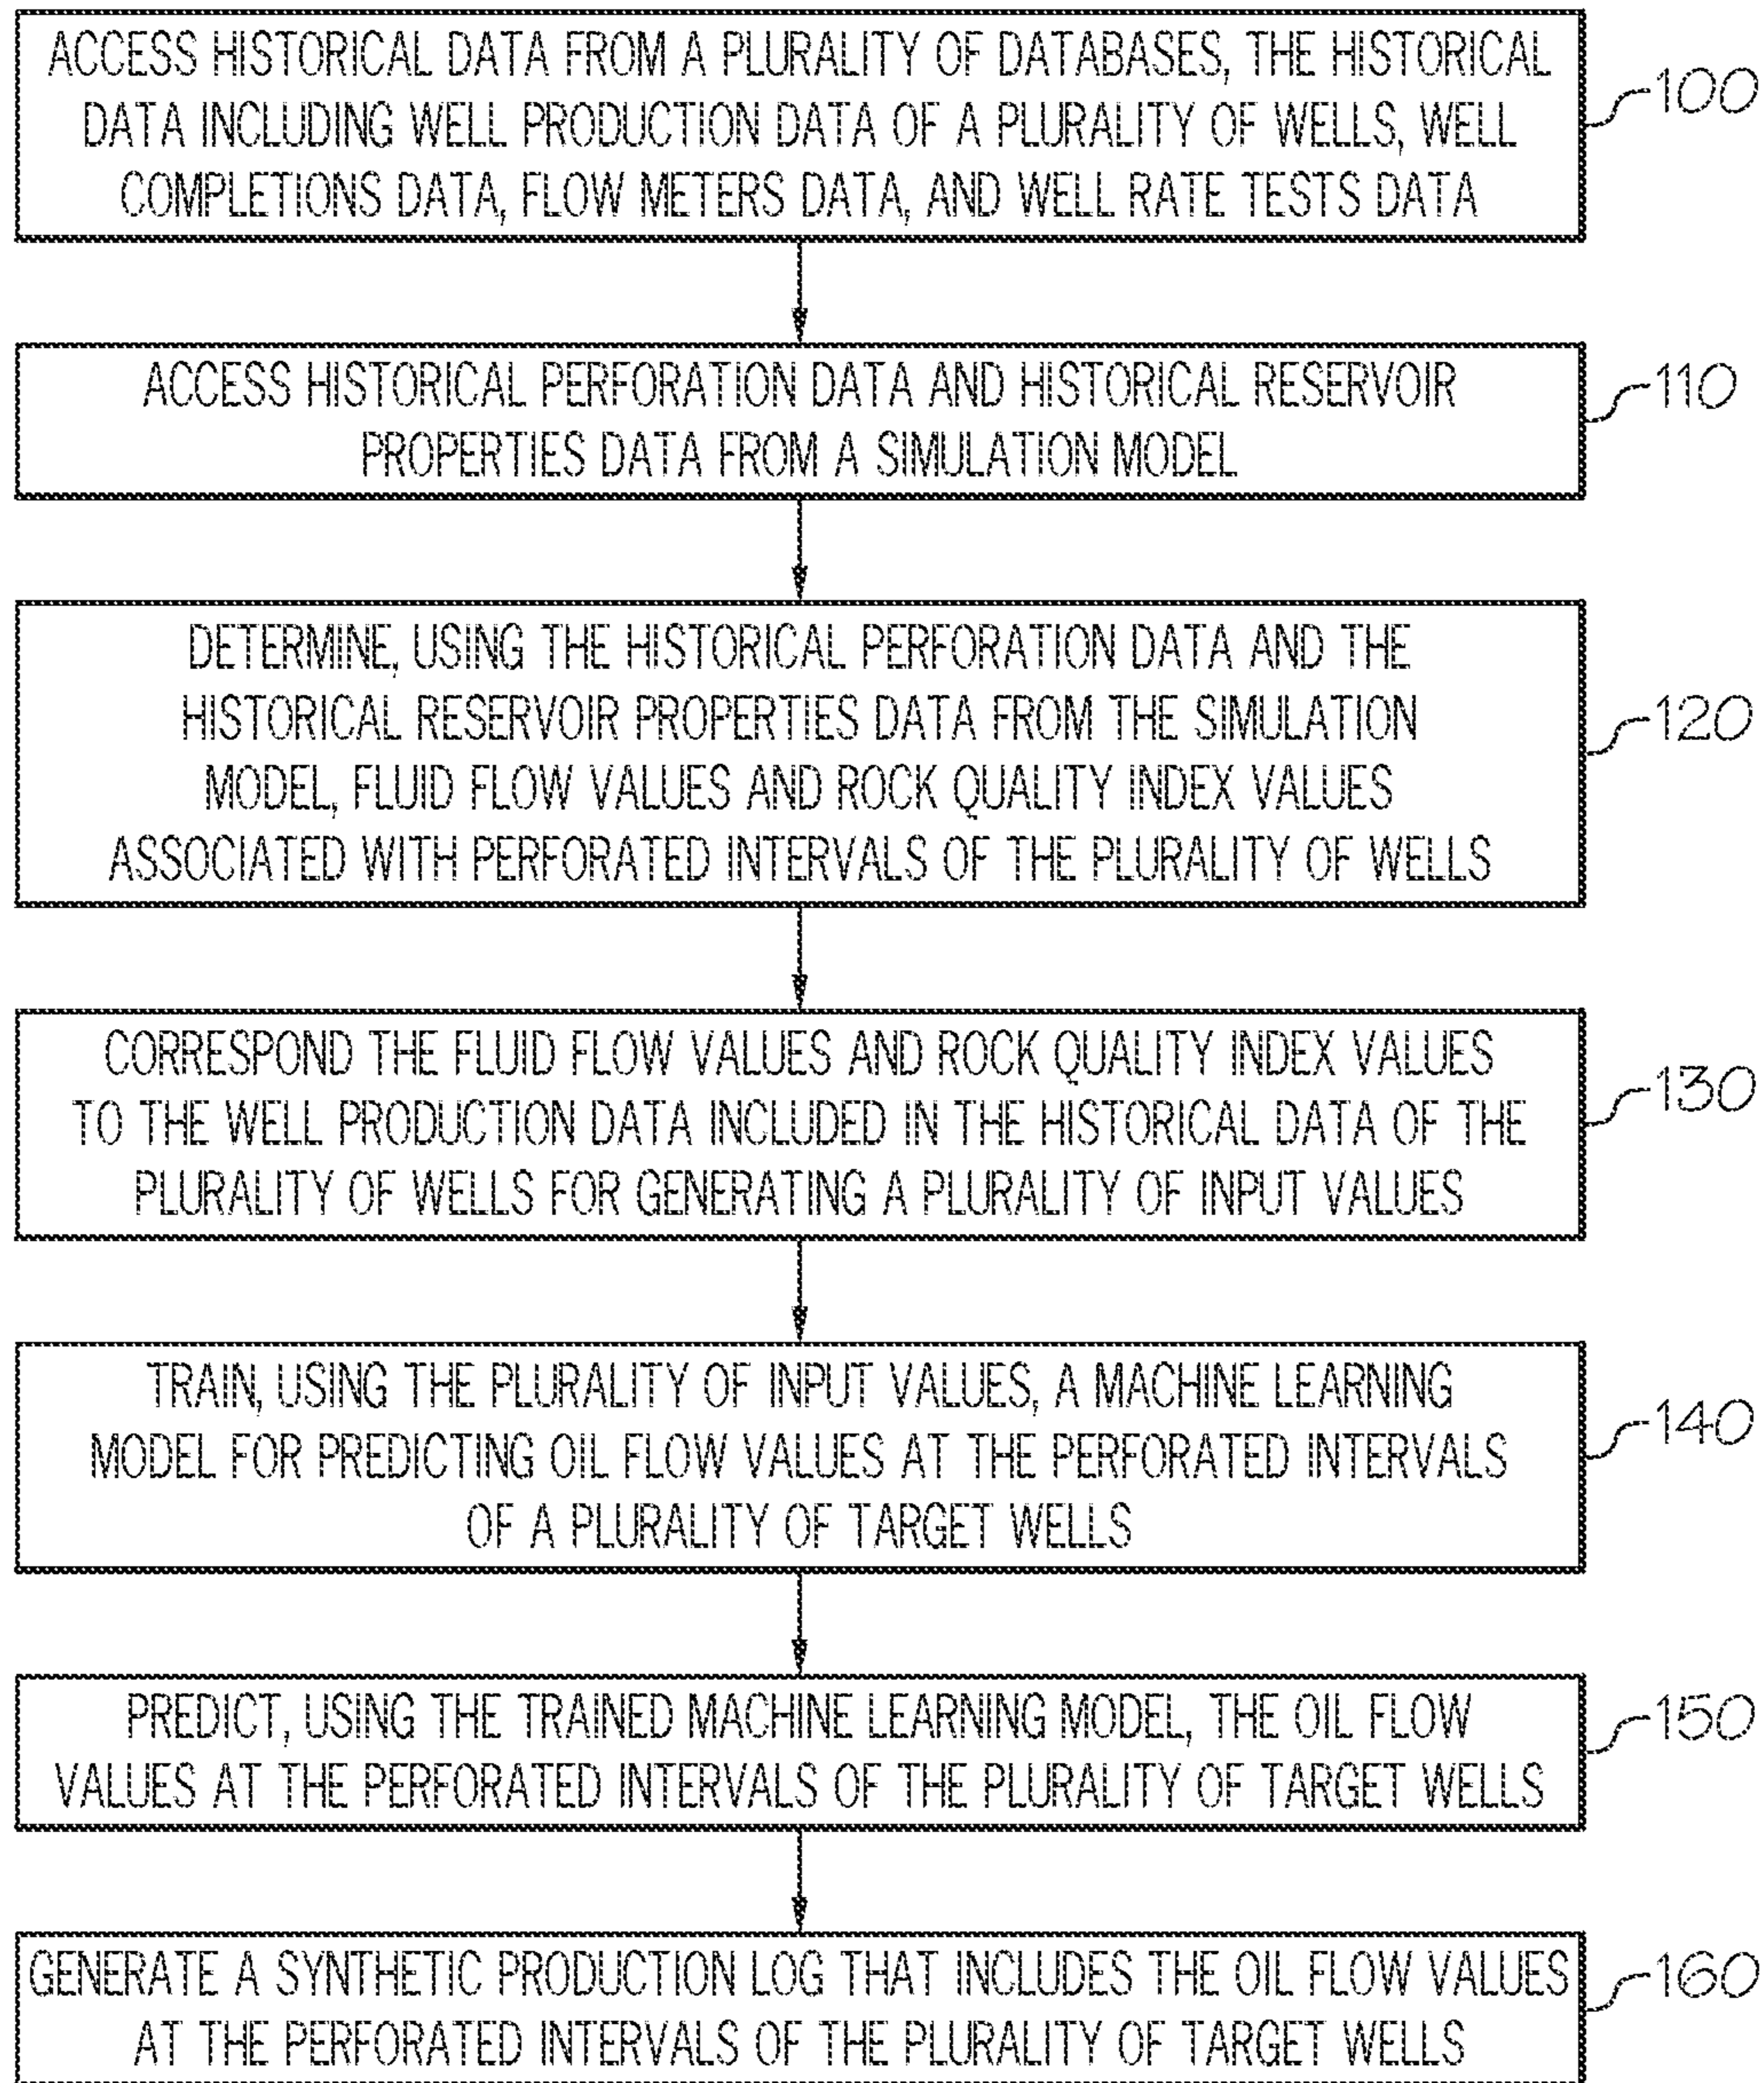 ACCESS HISTORICAL DATA FROM A PLURALITY OF DATABASES, THE HISTORICAL
DATA INCLUDING WELL PRODUCTION DATA OF A PLURALITY OF WELLS, WELL
COMPLETIONS DATA, FLOW METERS DATA, AND WELL RATE TESTS DATA
100
ACCESS HISTORICAL PERFORATION DATA AND HISTORICAL RESERVOIR
PROPERTIES DATA FROM A SIMULATION MODEL
110
DETERMINE, USING THE HISTORICAL PERFORATION DATA AND THE
HISTORICAL RESERVOIR PROPERTIES DATA FROM THE SIMULATION
MODEL, FLUID FLOW VALUES AND ROCK QUALITY INDEX VALUES
ASSOCIATED WITH PERFORATED INTERVALS OF THE PLURALITY OF WELLS
120
CORRESPOND THE FLUID FLOW VALUES AND ROCK QUALITY INDEX VALUES
TO THE WELL PRODUCTION DATA INCLUDED IN THE HISTORICAL DATA OF THE
PLURALITY OF WELLS FOR GENERATING A PLURALITY OF INPUT VALUES
130
TRAIN, USING THE PLURALITY OF INPUT VALUES, A MACHINE LEARNING
MODEL FOR PREDICTING OIL FLOW VALUES AT THE PERFORATED INTERVALS
OF A PLURALITY OF TARGET WELLS
140
PREDICT, USING THE TRAINED MACHINE LEARNING MODEL, THE OIL FLOW
VALUES AT THE PERFORATED INTERVALS OF THE PLURALITY OF TARGET WELLS
150
GENERATE A SYNTHETIC PRODUCTION LOG THAT INCLUDES THE OIL FLOW VALUES
AT THE PERFORATED INTERVALS OF THE PLURALITY OF TARGET WELLS
160